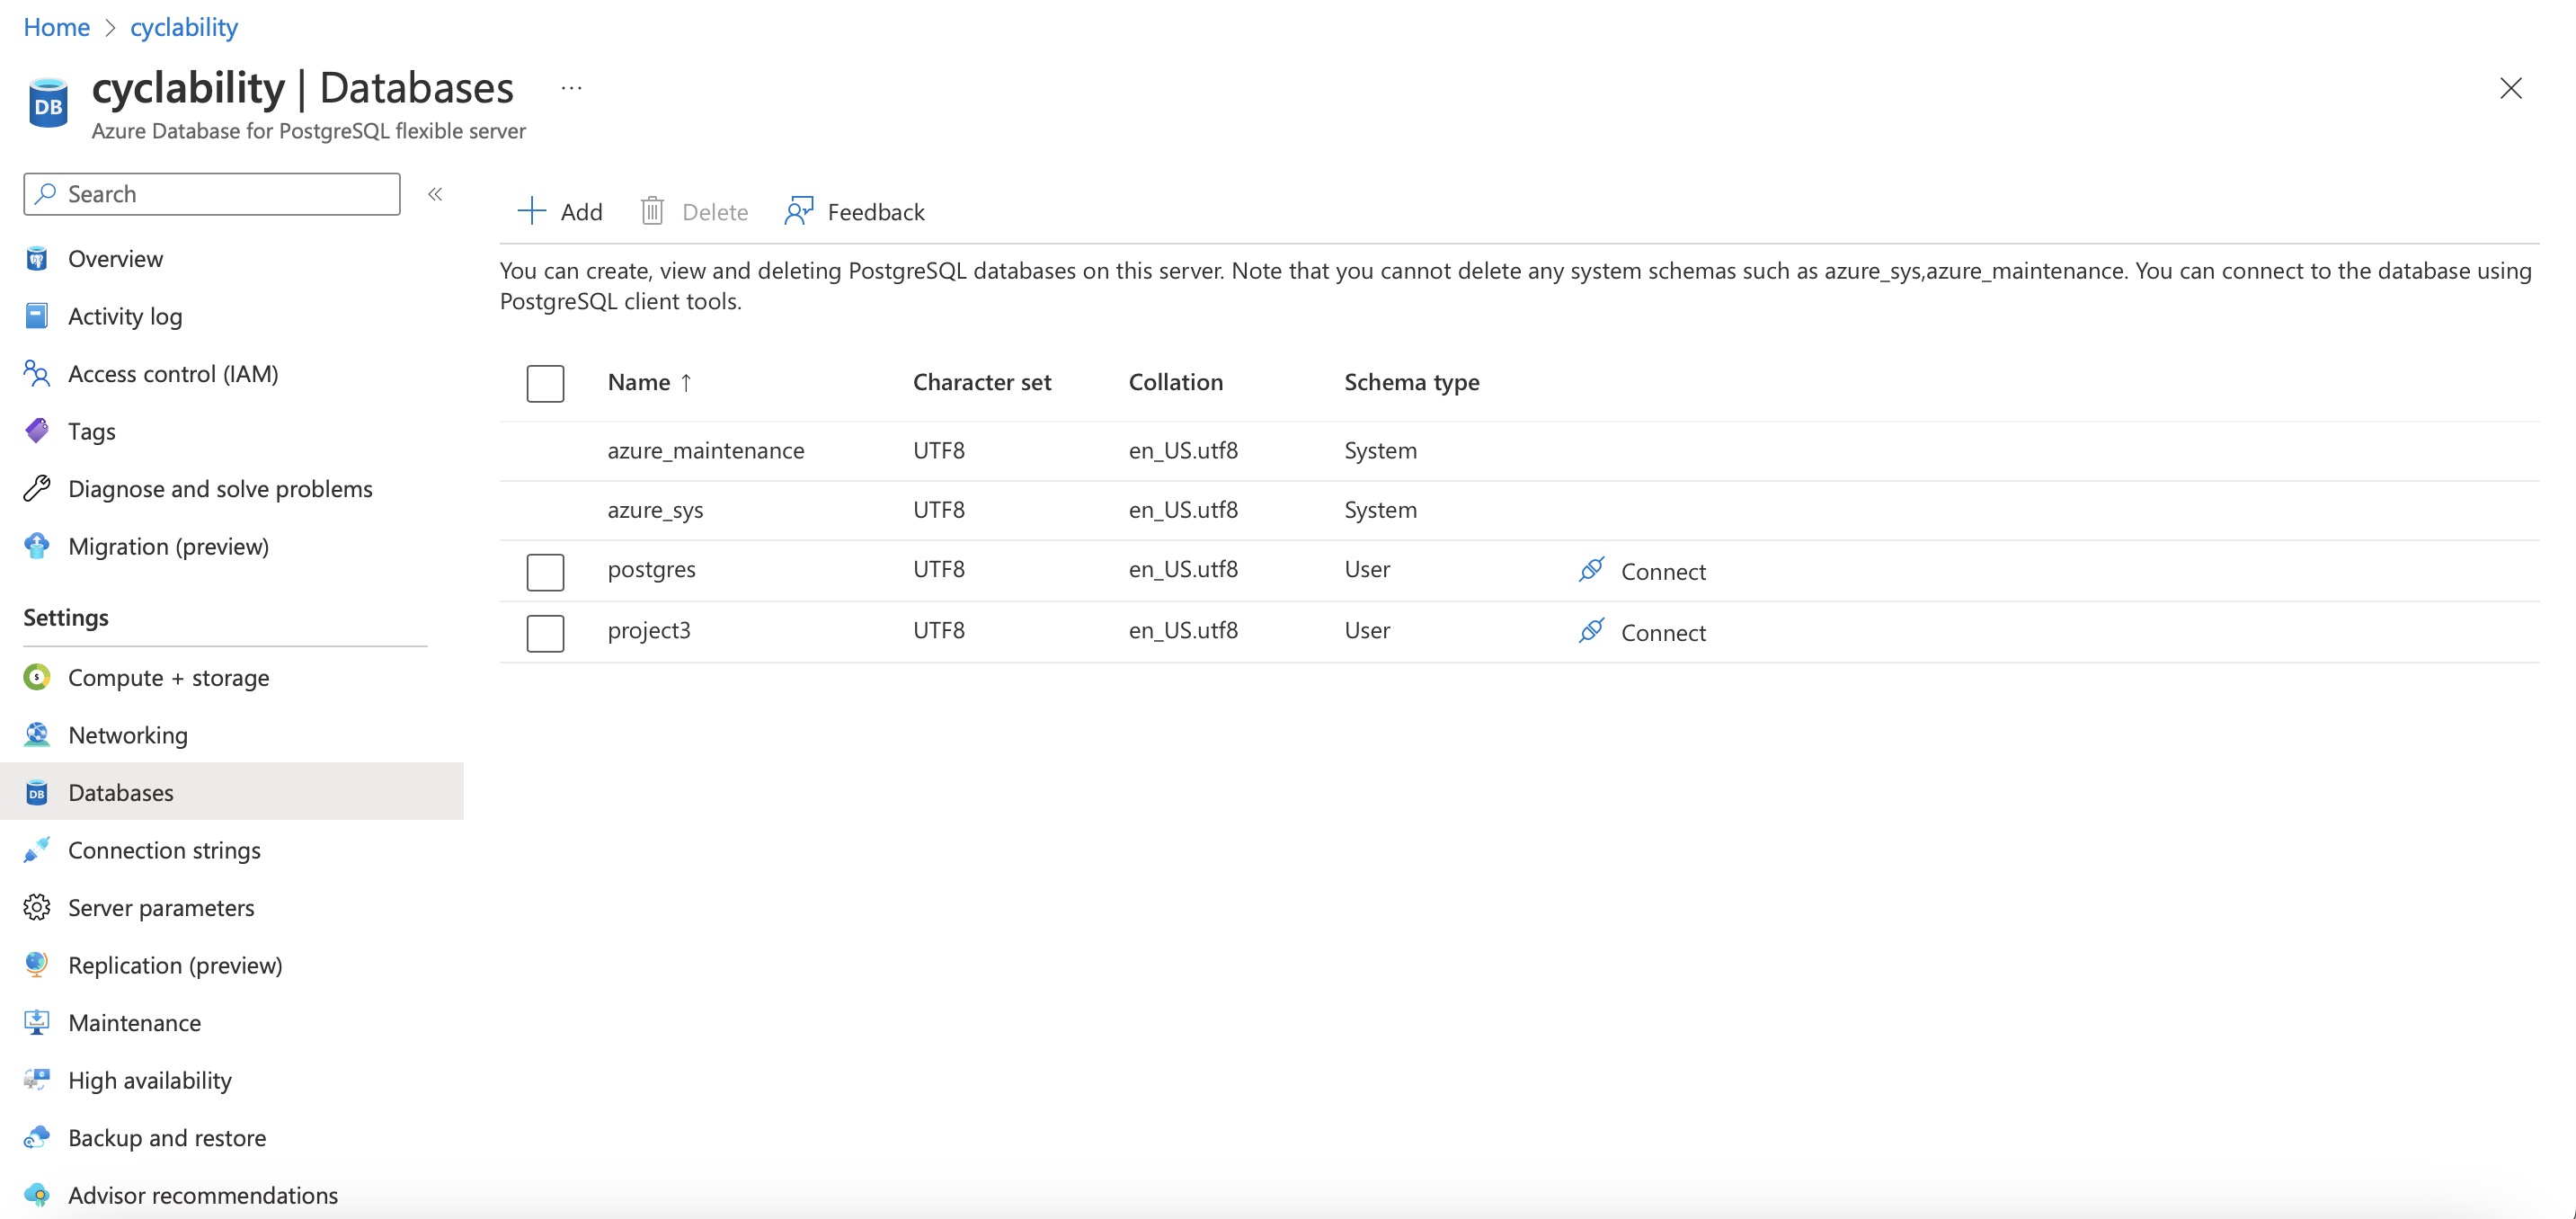 Home > cyclability
cyclability | Databases ...
Azure Database for PostgreSQL flexible server
Search «
Overview
Activity log
Access control (IAM)
Tags
Diagnose and solve problems
Migration (preview)
Settings
Compute + storage
Networking
Databases
Connection strings
Server parameters
Replication (preview)
Maintenance
High availability
Backup and restore
Advisor recommendations
Add Delete Feedback
You can create, view and deleting PostgreSQL databases on this server. Note that you cannot delete any system schemas such as azure_sys,azure_maintenance. You can connect to the database using
PostgreSQL client tools.
Name ↑ Character set Collation Schema type
azure_maintenance UTF8 en_US.utf8 System
azure_sys UTF8 en_US.utf8 System
postgres UTF8 en_US.utf8 User Connect
project3 UTF8 en_US.utf8 User Connect